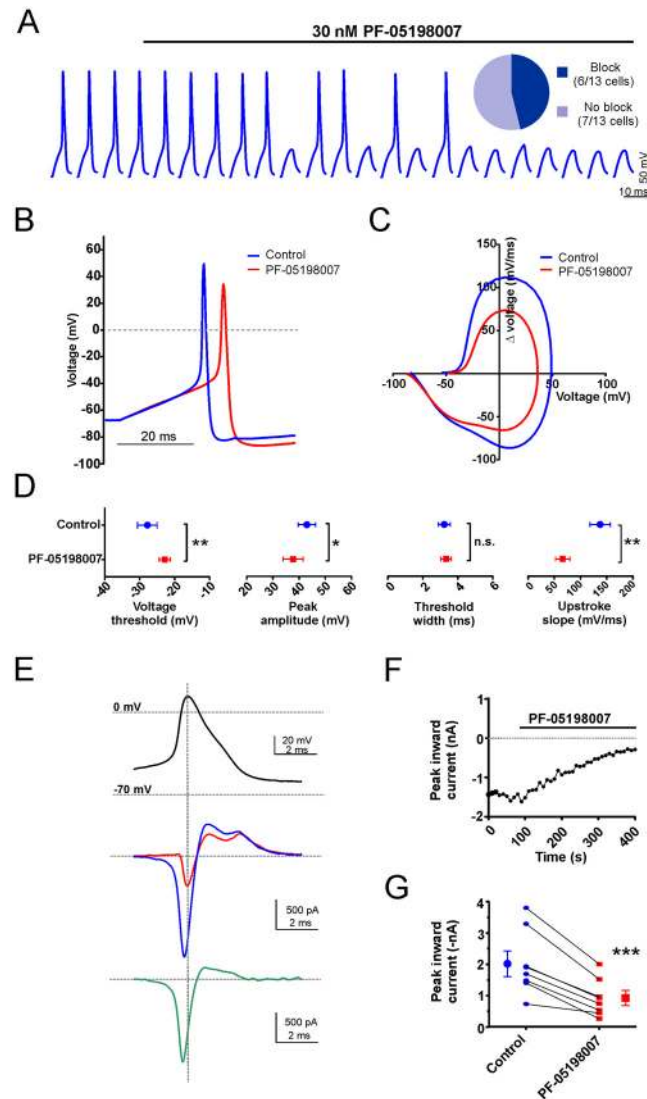 A
30 nM PF-05198007
Block
(6/13 cells)
No block
(7/13 cells)
50 mV
10 ms
B
60
40
20
0
-20
-40
-60
-80
-100
Voltage (mV)
Control
PF-05198007
20 ms
C
150
100
50
-50
-100
Δ voltage (mV/ms)
-100
-50
0
50
100
Voltage (mV)
Control
PF-05198007
D
Control
PF-05198007
**
-40
-30
-20
-10
Voltage
threshold (mV)
*
0
20
30
40
50
60
Peak
amplitude (mV)
n.s.
0
2
4
6
Threshold
width (ms)
**
0
50
100
150
200
Upstroke
slope (mV/ms)
E
0 mV
20 mV
2 ms
-70 mV
500 pA
2 ms
500 pA
2 ms
F
PF-05198007
1
0
-1
-2
Peak inward
current (nA)
0
100
200
300
400
Time (s)
G
4
3
2
1
0
Peak inward
current (-nA)
***
Control
PF-05198007